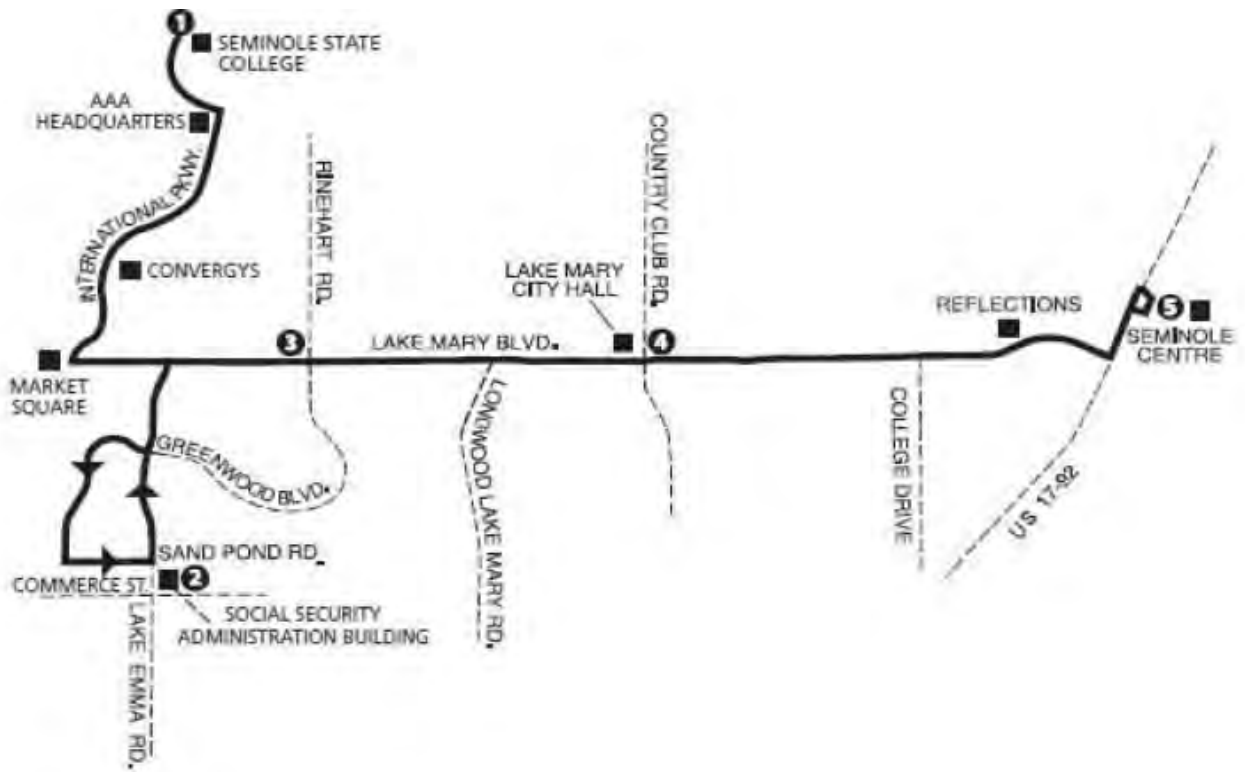 1
SEMINOLE STATE
COLLEGE
AAA
HEADQUARTERS
INTERNATIONAL PKWY.
CONVERGYS
RINEHART RD.
COUNTRY CLUB RD.
LAKE MARY
CITY HALL
REFLECTIONS
5
SEMINOLE
CENTRE
3
LAKE MARY BLVD.
4
MARKET
SQUARE
GREENWOOD BLVD.
LONDWOOD LAKE MARY RD.
COLLEGE DRIVE
US 17-92
SAND POND RD.
COMMERCE ST.
2
SOCIAL SECURITY
ADMINISTRATION BUILDING
LAKE EMMA RD.